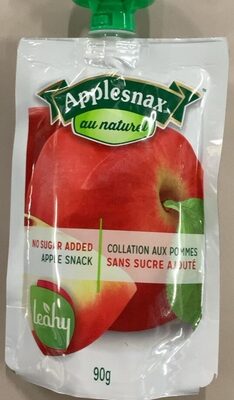 Applesnax
au naturel
NO SUGAR ADDED
APPLE SNACK
COLLATION AUX POMMES
SANS SUCRE AJOUTÉ
leahy
90g